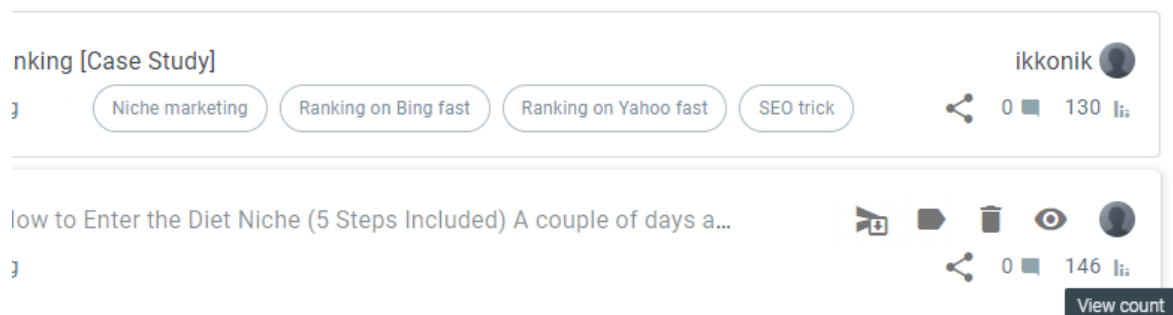 nking [Case Study] ikkonik
g Niche marketing Ranking on Bing fast Ranking on Yahoo fast SEO trick 0 130
How to Enter the Diet Niche (5 Steps Included) A couple of days a...
g 0 146
View count